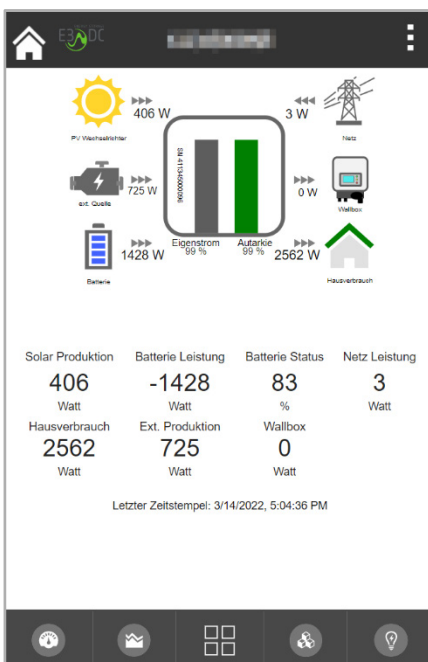 E3/DC
406 W
3 W
PV Wechselrichter
Netz
SN 411345000096
725 W
0 W
ext. Quelle
Wallbox
1428 W
Eigenstrom
99 %
Autarkie
99 %
2562 W
Batterie
Hausverbrauch
Solar Produktion
Batterie Leistung
Batterie Status
Netz Leistung
406
-1428
83
3
Watt
Watt
%
Watt
Hausverbrauch
Ext. Produktion
Wallbox
2562
725
0
Watt
Watt
Watt
Letzter Zeitstempel: 3/14/2022, 5:04:36 PM